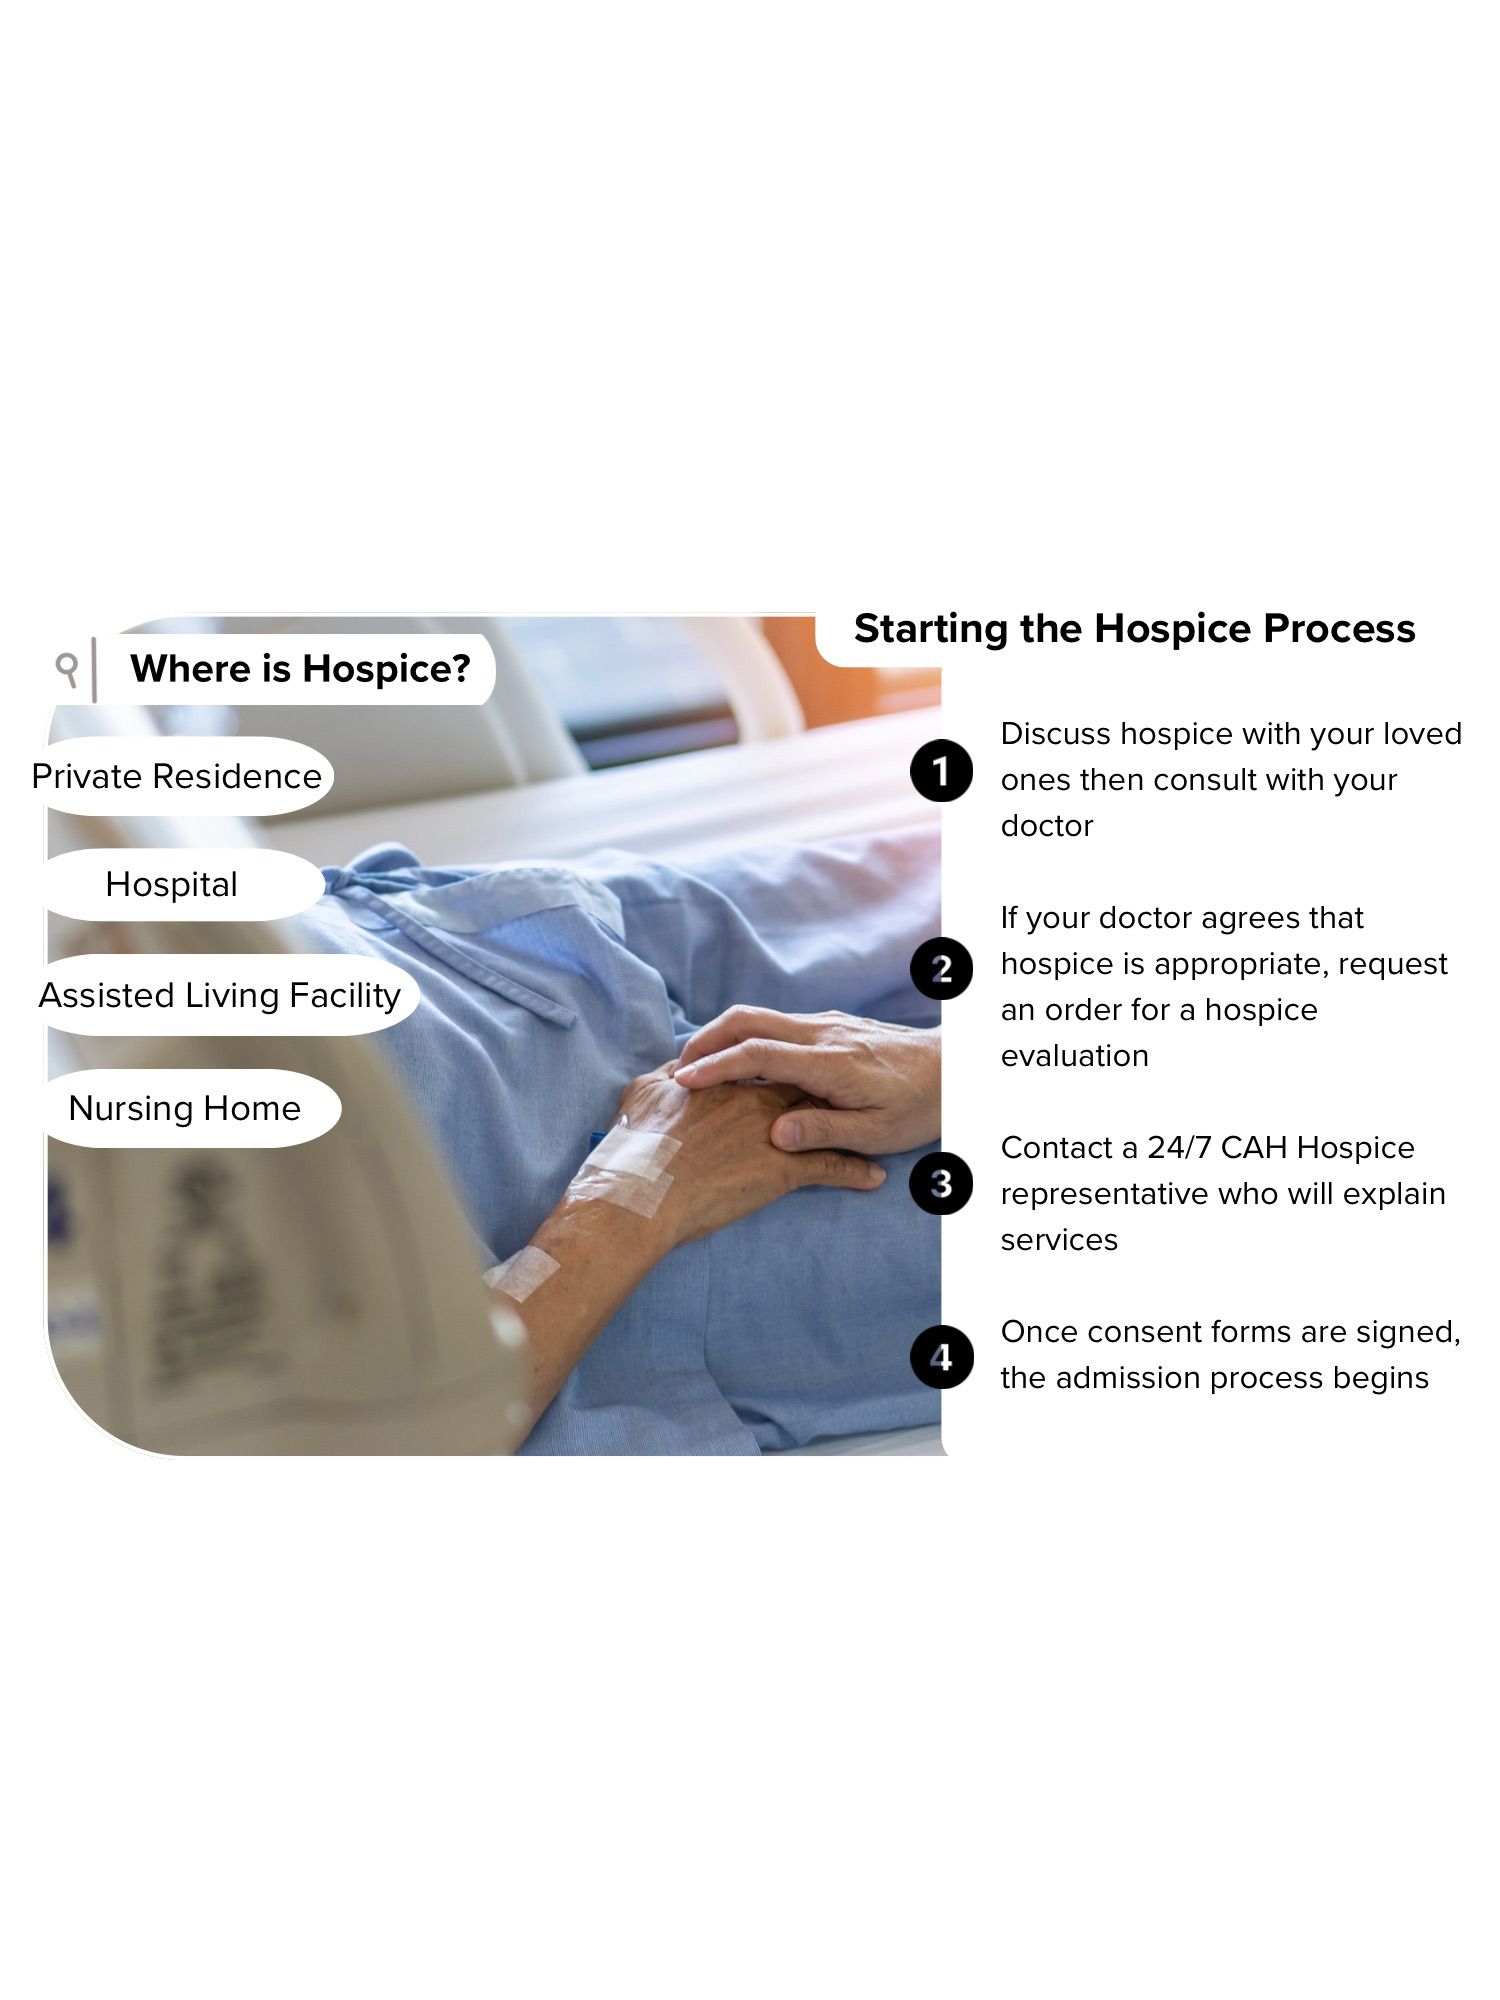 Where is Hospice?
Private Residence
Hospital
Assisted Living Facility
Nursing Home
Starting the Hospice Process
1
Discuss hospice with your loved
ones then consult with your
doctor
2
If your doctor agrees that
hospice is appropriate, request
an order for a hospice
evaluation
3
Contact a 24/7 CAH Hospice
representative who will explain
services
4
Once consent forms are signed,
the admission process begins